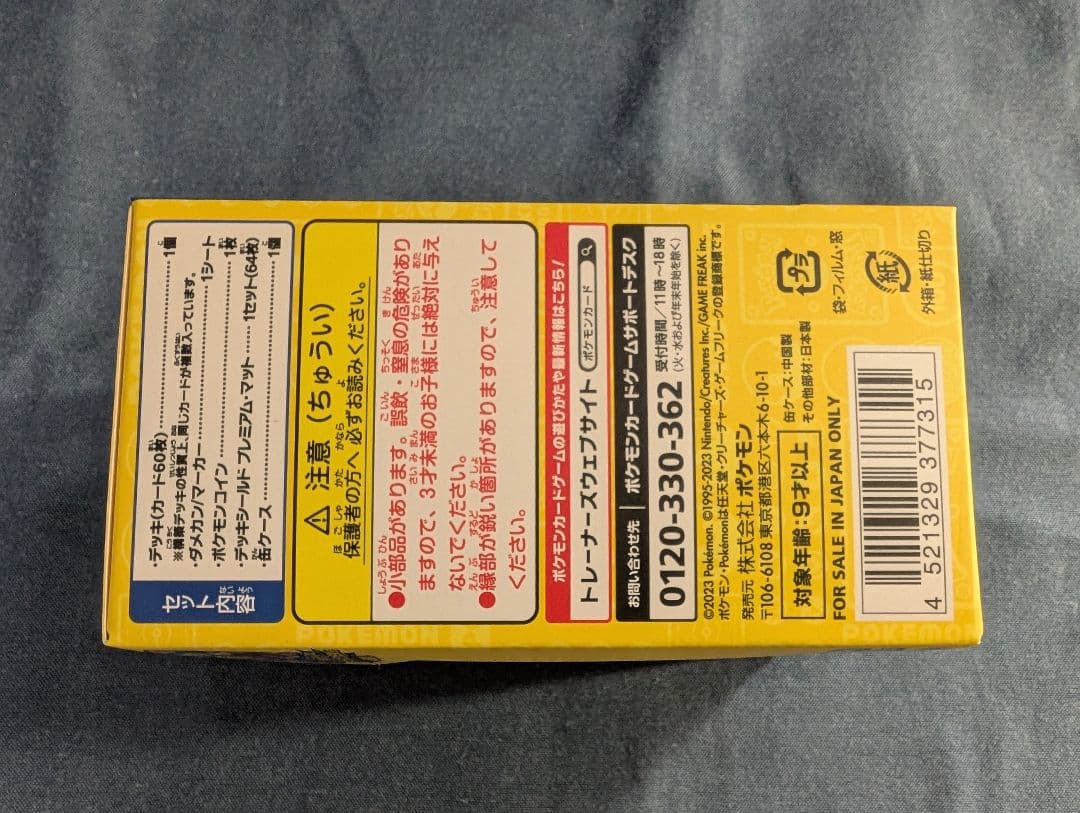 セット内容
ないよう
・デッキ(カード60枚) 1個
※構築デッキの性質上、同じカードが複数入っています。
・ダメカン/マーカー 1シート
・ポケモンコイン 1枚
・デッキシールド プレミアム・マット 1セット(64枚)
・缶ケース 1個
⚠ 注意(ちゅうい)
保護者の方へ 必ずお読みください。
●小部品があります。誤飲・窒息の危険があり
ますので、3才未満のお子様には絶対に与え
ないでください。
●縁部が鋭い箇所がありますので、注意して
ください。
ポケモンカードゲームの遊びかたや最新情報はこちら!
トレーナーズウェブサイト ポケモンカード
お問い合わせ先 ポケモンカードゲームサポートデスク
0120-330-362 受付時間/11時~18時
(火・水および年末年始を除く)
©2023 Pokémon. ©1995-2023 Nintendo/Creatures Inc./GAME FREAK inc.
ポケモン・Pokémonは任天堂・クリーチャーズ・ゲームフリークの登録商標です。
発売元 株式会社ポケモン
〒106-6108 東京都港区六本木6-10-1
対象年齢:9才以上
缶ケース:中国製
その他部材:日本製
FOR SALE IN JAPAN ONLY
4 521329 377315
プラ
袋・フィルム・窓
紙
外箱・紙仕切り
POKÉMON
POKÉMON